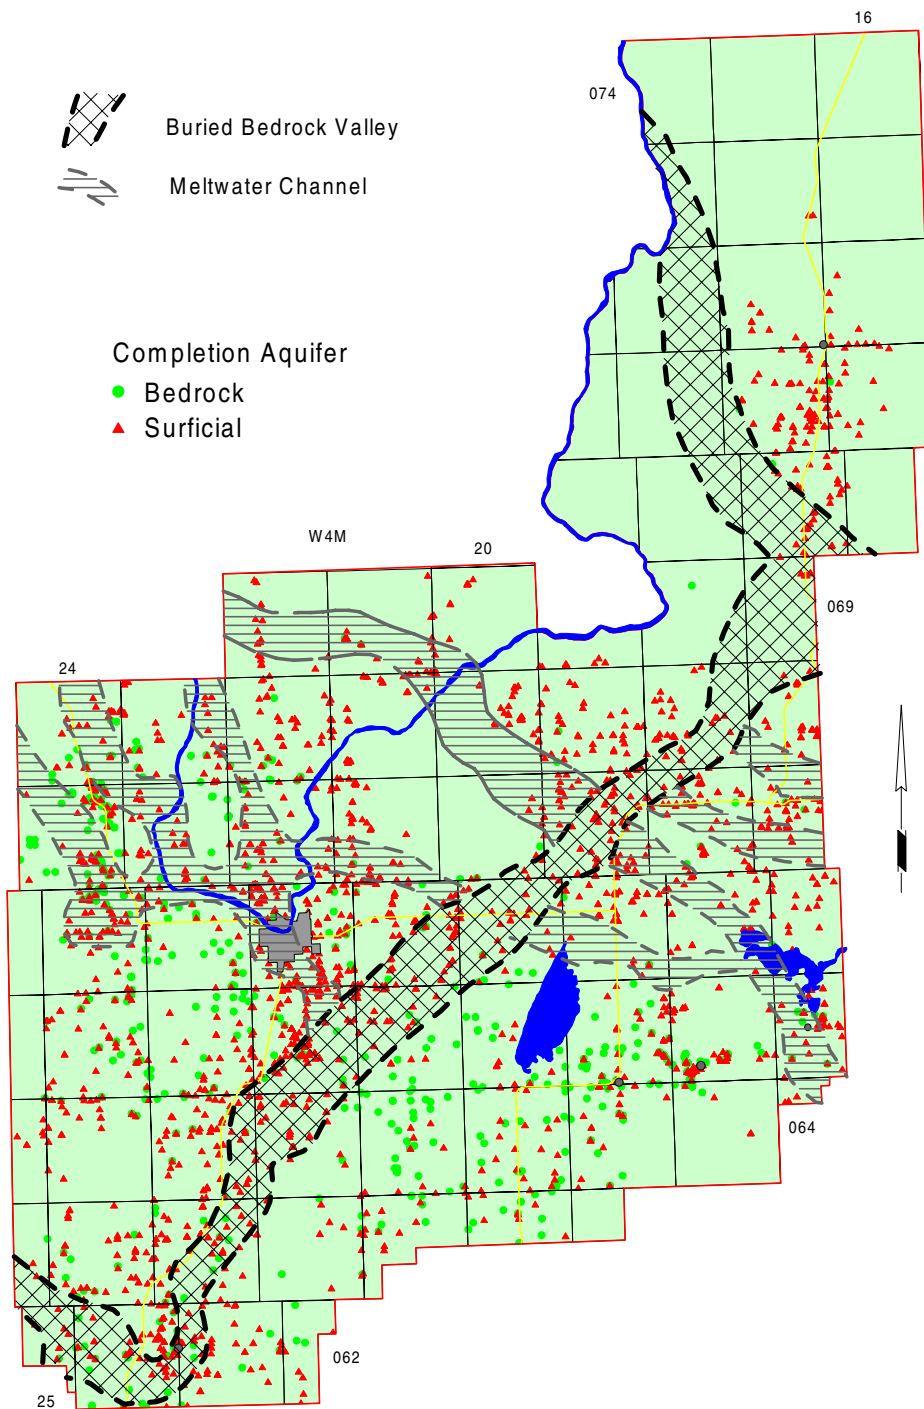 16
074
Buried Bedrock Valley
Meltwater Channel
Completion Aquifer
Bedrock
Surficial
W4M
20
069
24
064
062
25